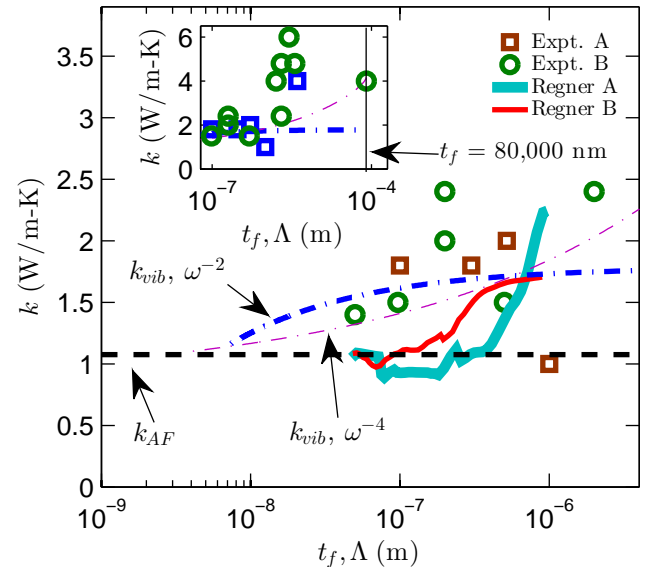 3.5
3
2.5
2
1.5
1
0.5
0
k (W/m-K)
10⁻⁹
10⁻⁸
10⁻⁷
10⁻⁶
t_f, Λ (m)
6
4
2
0
k (W/m-K)
10⁻⁷
10⁻⁴
t_f, Λ (m)
Expt. A
Expt. B
Regner A
Regner B
t_f = 80,000 nm
k_vib, ω⁻²
k_AF
k_vib, ω⁻⁴